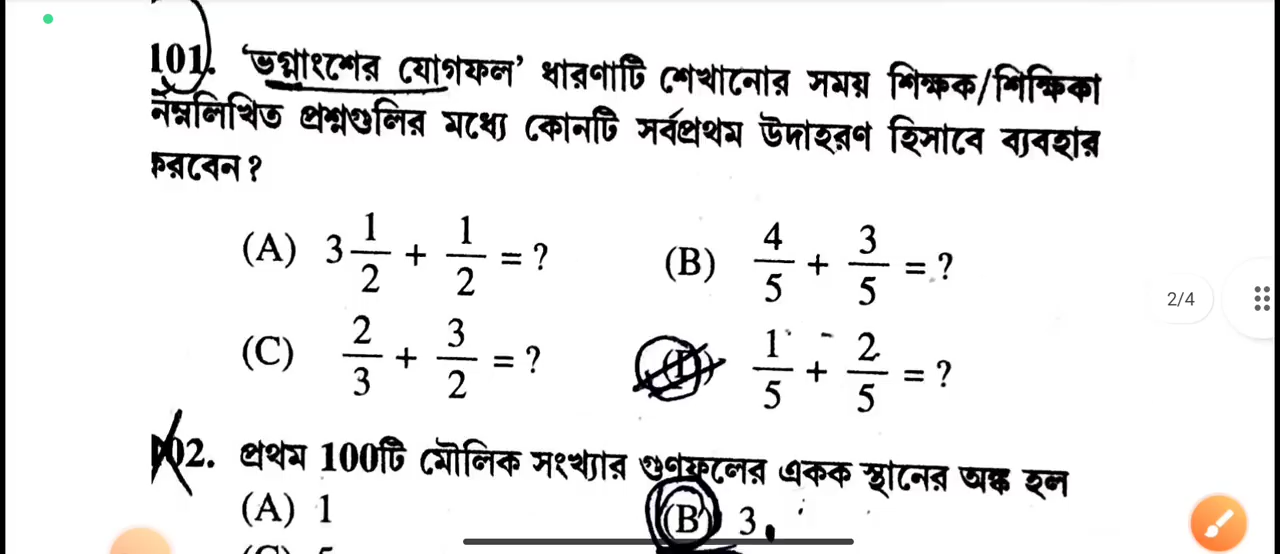 101. ‘ভগ্নাংশের যোগফল’ ধারণাটি শেখানোর সময় শিক্ষক/শিক্ষিকা
নিম্নলিখিত প্রশ্নগুলির মধ্যে কোনটি সর্বপ্রথম উদাহরণ হিসাবে ব্যবহার
করবেন ?
(A) 3 1/2 + 1/2 = ? (B) 4/5 + 3/5 = ?
(C) 2/3 + 3/2 = ? (D) 1/5 + 2/5 = ?
2/4
102. প্রথম 100টি মৌলিক সংখ্যার গুণফলের একক স্থানের অঙ্ক হল
(A) 1 (B) 3